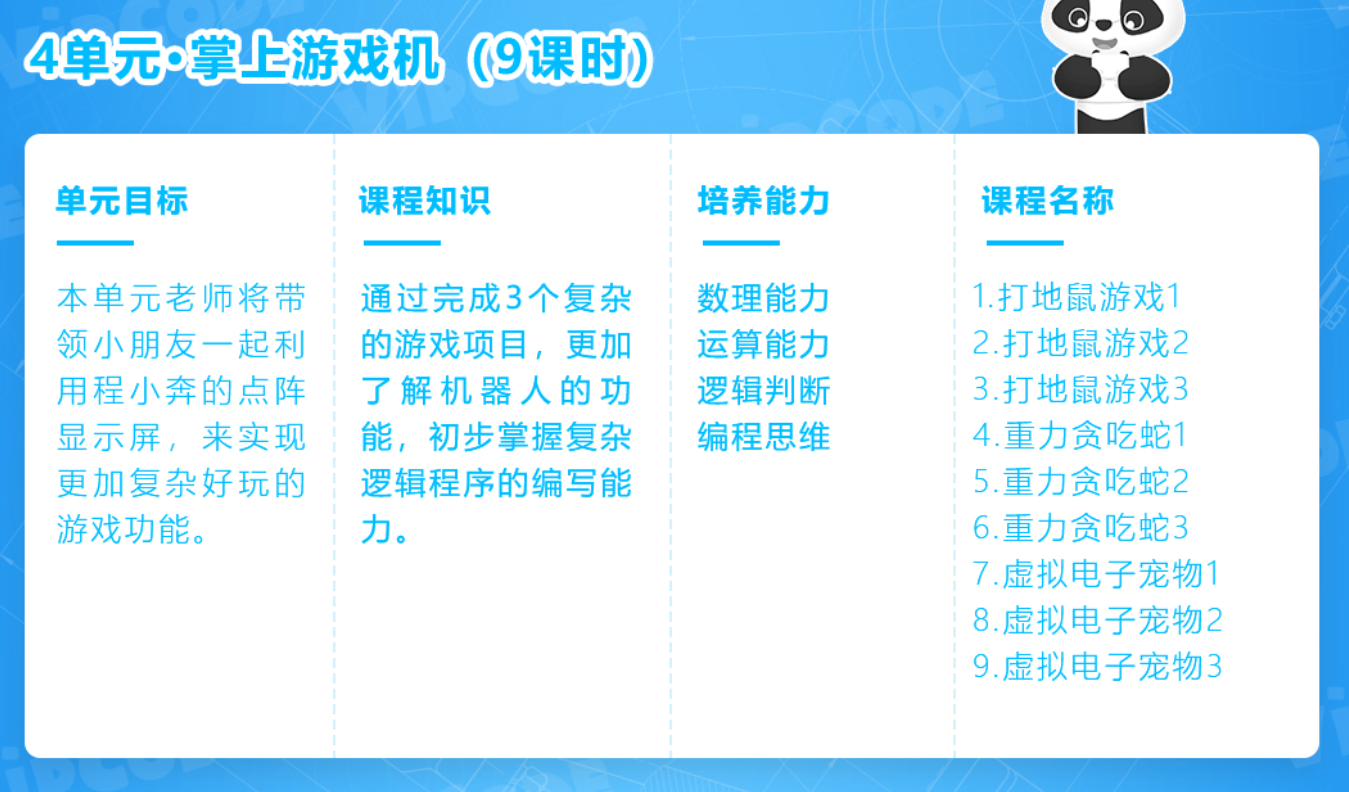 4单元·掌上游戏机（9课时）
单元目标
本单元老师将带
领小朋友一起利
用程小奔的点阵
显示屏，来实现
更加复杂好玩的
游戏功能。
课程知识
通过完成3个复杂
的游戏项目，更加
了解机器人的功
能，初步掌握复杂
逻辑程序的编写能
力。
培养能力
数理能力
运算能力
逻辑判断
编程思维
课程名称
1.打地鼠游戏1
2.打地鼠游戏2
3.打地鼠游戏3
4.重力贪吃蛇1
5.重力贪吃蛇2
6.重力贪吃蛇3
7.虚拟电子宠物1
8.虚拟电子宠物2
9.虚拟电子宠物3
VIPCODE
VIPCODE